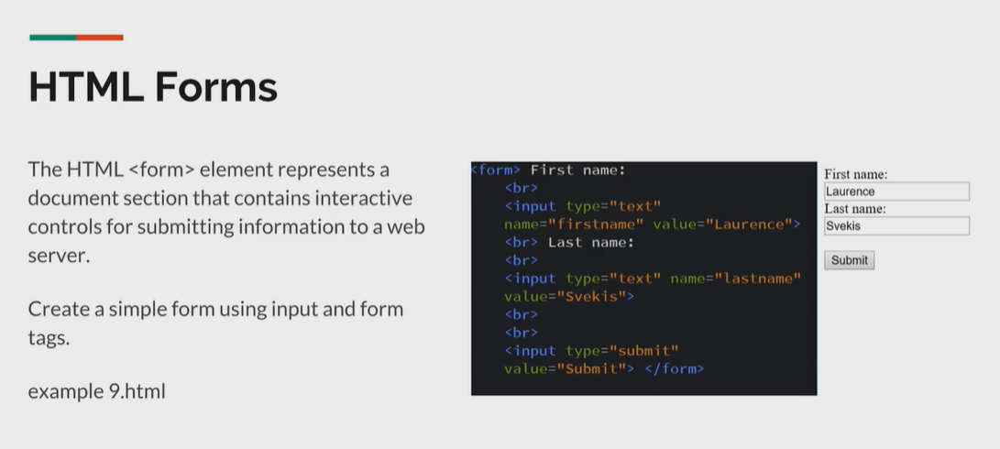 HTML Forms
The HTML <form> element represents a
document section that contains interactive
controls for submitting information to a web
server.
Create a simple form using input and form
tags.
example 9.html
<form> First name:
<br>
<input type="text"
name="firstname" value="Laurence">
<br> Last name:
<br>
<input type="text" name="lastname"
value="Svekis">
<br>
<br>
<input type="submit"
value="Submit"> </form>
First name:
Laurence
Last name:
Svekis
Submit